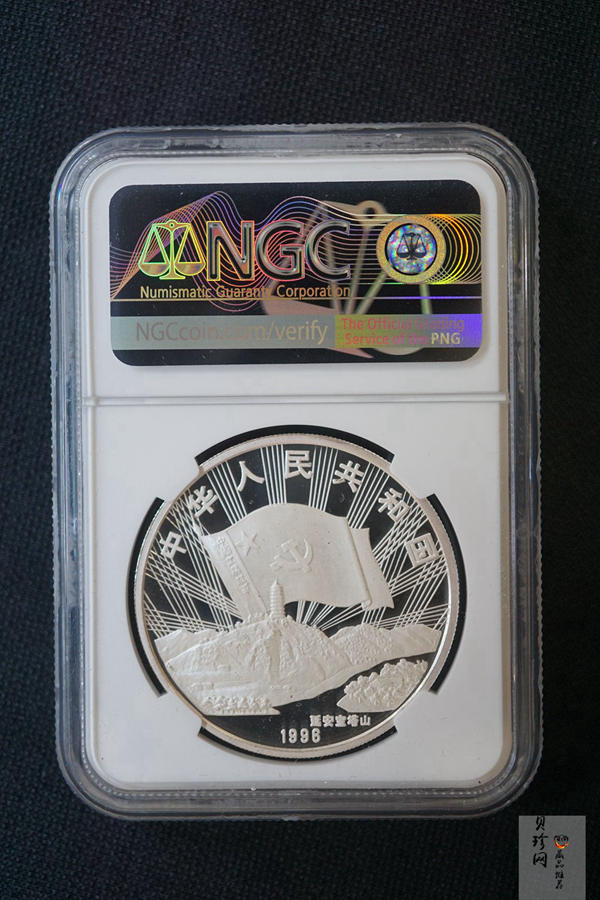 NGC
Numismatic Guaranty Corporation
NGCcoin.com/verify
The Official Grading
Service of the PNG
中华人民共和国
延安宝塔山
1996
贝珍网